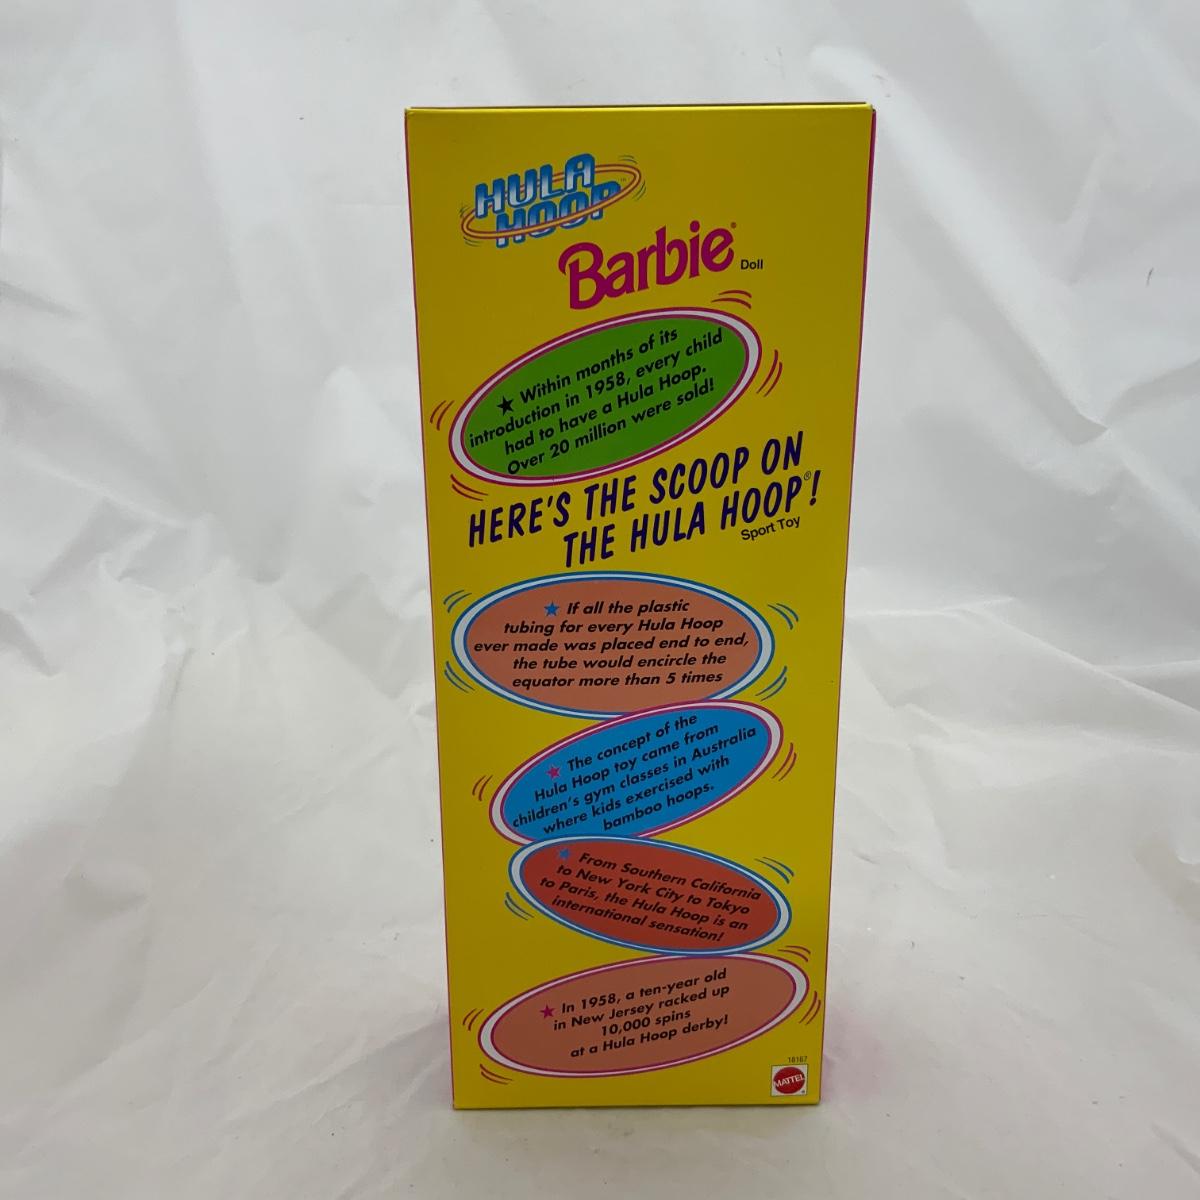 HULA
HOOP™
Barbie®
Doll
★ Within months of its
introduction in 1958, every child
had to have a Hula Hoop.
Over 20 million were sold!
HERE'S THE SCOOP ON
THE HULA HOOP®!
Sport Toy
★ If all the plastic
tubing for every Hula Hoop
ever made was placed end to end,
the tube would encircle the
equator more than 5 times
★ The concept of the
Hula Hoop toy came from
children's gym classes in Australia
where kids exercised with
bamboo hoops.
★ From Southern California
to New York City to Tokyo
to Paris, the Hula Hoop is an
international sensation!
★ In 1958, a ten-year old
in New Jersey racked up
10,000 spins
at a Hula Hoop derby!
18167
MATTEL